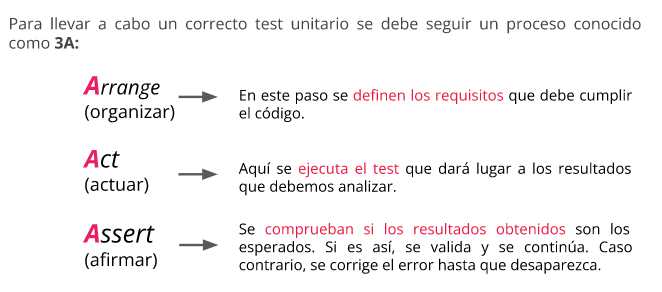 Para llevar a cabo un correcto test unitario se debe seguir un proceso conocido
como 3A:
Arrange
(organizar)
En este paso se definen los requisitos que debe cumplir
el código.
Act
(actuar)
Aquí se ejecuta el test que dará lugar a los resultados
que debemos analizar.
Assert
(afirmar)
Se comprueban si los resultados obtenidos son los
esperados. Si es así, se valida y se continúa. Caso
contrario, se corrige el error hasta que desaparezca.